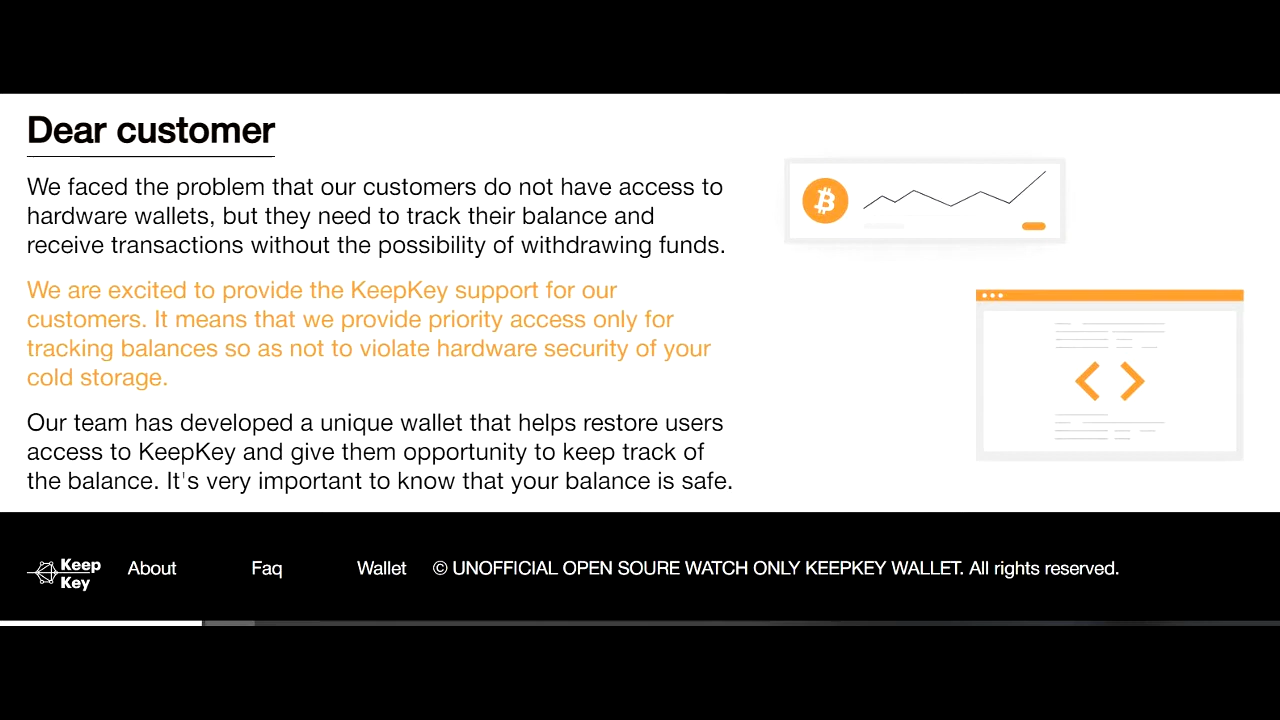 Dear customer
We faced the problem that our customers do not have access to
hardware wallets, but they need to track their balance and
receive transactions without the possibility of withdrawing funds.
We are excited to provide the KeepKey support for our
customers. It means that we provide priority access only for
tracking balances so as not to violate hardware security of your
cold storage.
Our team has developed a unique wallet that helps restore users
access to KeepKey and give them opportunity to keep track of
the balance. It's very important to know that your balance is safe.
Keep
Key
About Faq Wallet © UNOFFICIAL OPEN SOURE WATCH ONLY KEEPKEY WALLET. All rights reserved.